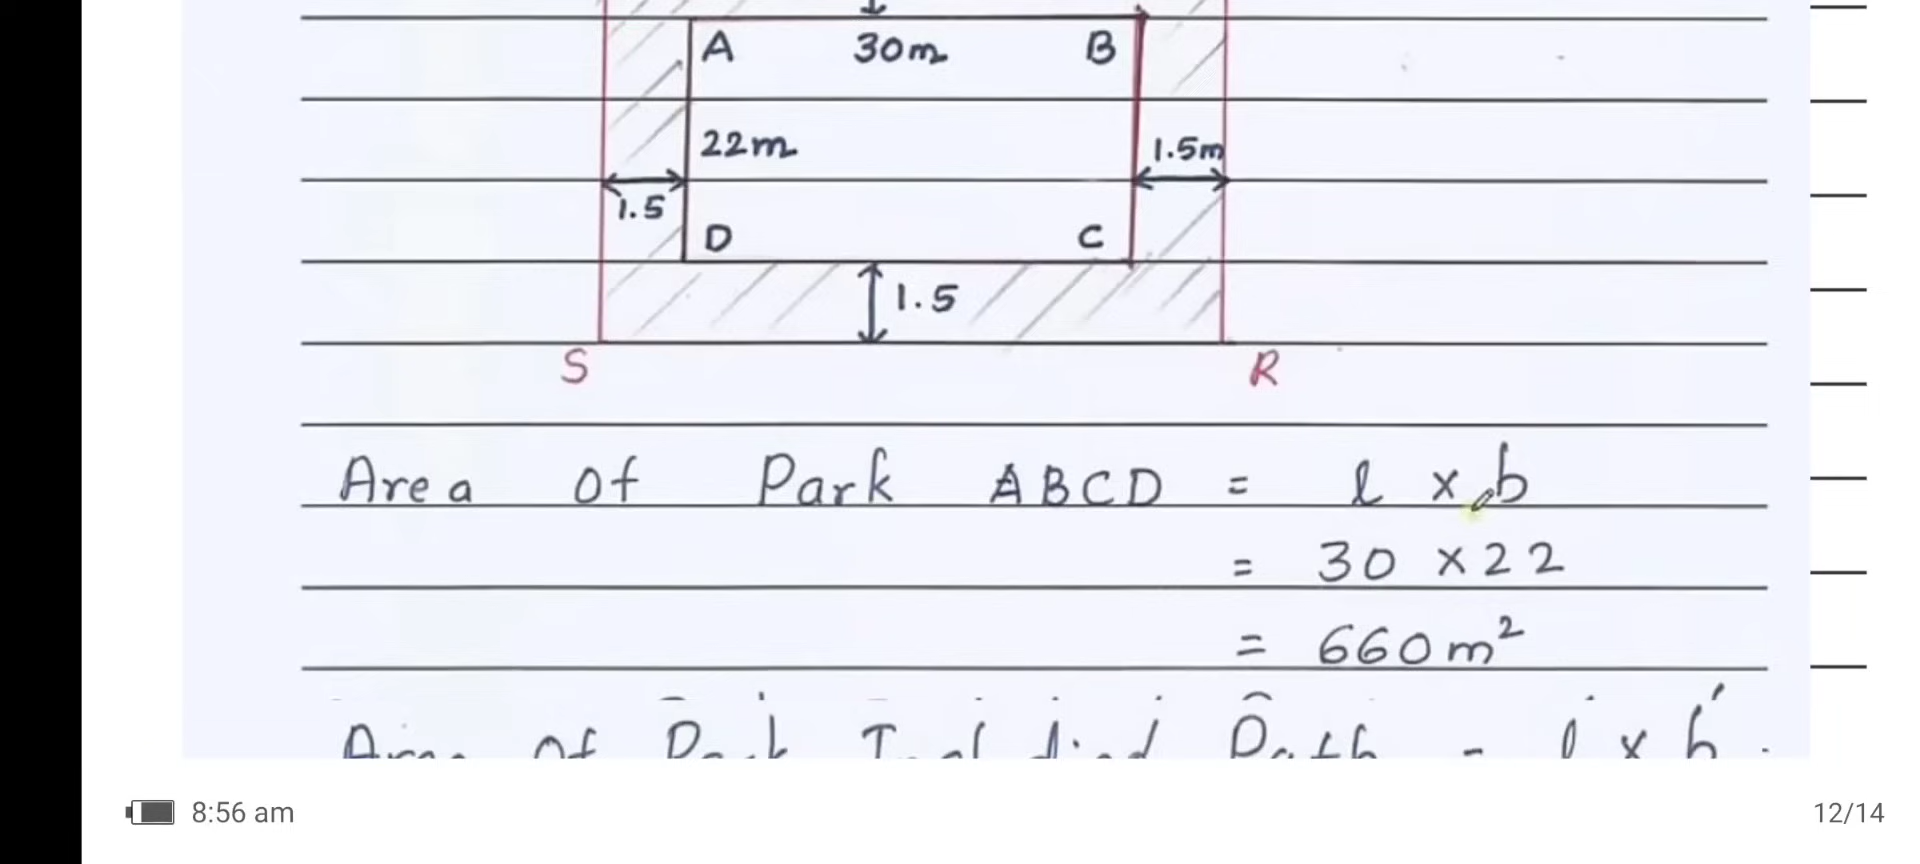 A 30m B
22m 1.5m
1.5
D C
1.5
S R
Area of Park ABCD = l × b
= 30 × 22
= 660 m²
8:56 am 12/14